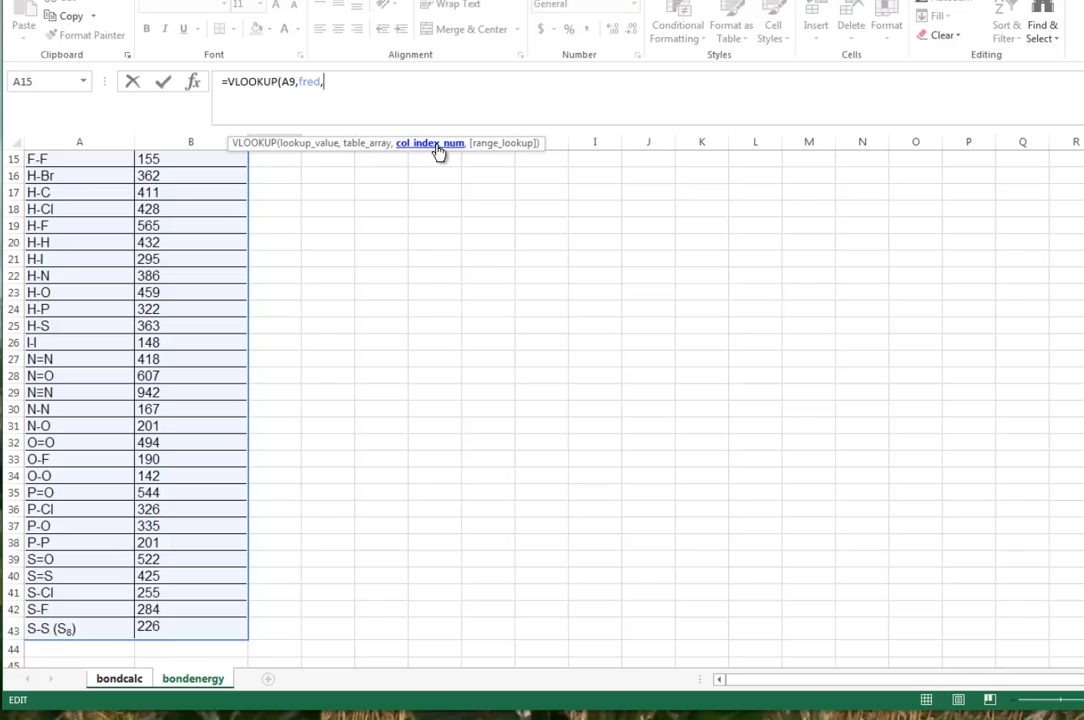 11
Wrap Text
General
Paste
Copy
Format Painter
B I U
A
Merge & Center
$ % ,
Conditional Formatting
Format as Table
Cell Styles
Insert
Delete
Format
Fill
Clear
Sort & Filter
Find & Select
Clipboard
Font
Alignment
Number
Styles
Cells
Editing
A15
fx
=VLOOKUP(A9,fred,
VLOOKUP(lookup_value, table_array, col_index_num, [range_lookup])
A B I J K L M N O P Q R
15 F-F 155
16 H-Br 362
17 H-C 411
18 H-Cl 428
19 H-F 565
20 H-H 432
21 H-I 295
22 H-N 386
23 H-O 459
24 H-P 322
25 H-S 363
26 I-I 148
27 N=N 418
28 N=O 607
29 N≡N 942
30 N-N 167
31 N-O 201
32 O=O 494
33 O-F 190
34 O-O 142
35 P=O 544
36 P-Cl 326
37 P-O 335
38 P-P 201
39 S=O 522
40 S=S 425
41 S-Cl 255
42 S-F 284
43 S-S (S₈) 226
44
45
bondcalc bondenergy
EDIT